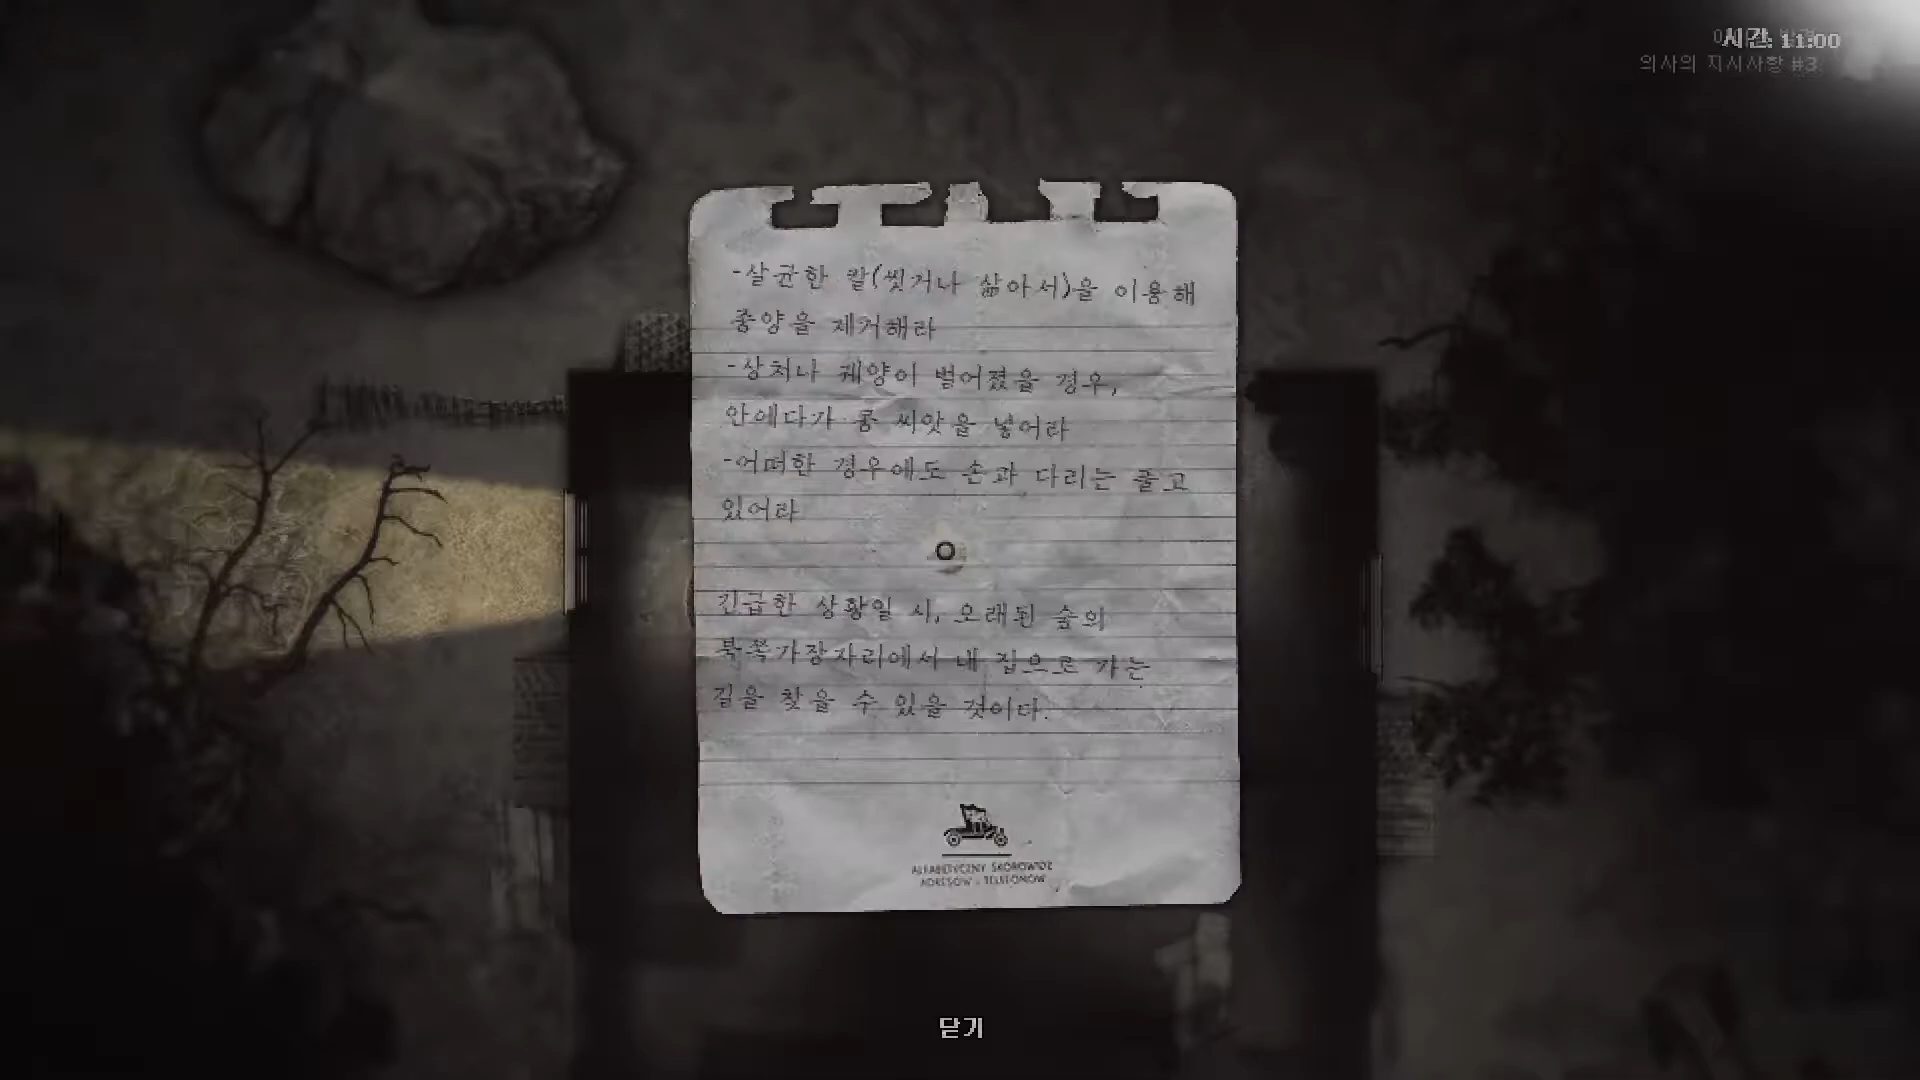 시간: 11:00
의사의 지시사항 #3
-살균한 칼(씻거나 삶아서)을 이용해
종양을 제거해라
-상처나 궤양이 벌어졌을 경우,
안에다가 콩 씨앗을 넣어라
-어떠한 경우에도 손과 다리는 풀고
있어라
긴급한 상황일 시, 오래된 숲의
북쪽가장자리에서 내 집으로 가는
길을 찾을 수 있을 것이다.
ALFABETYCZNY SKOROWIDZ
ADRESÓW - TELEFONÓW
닫기